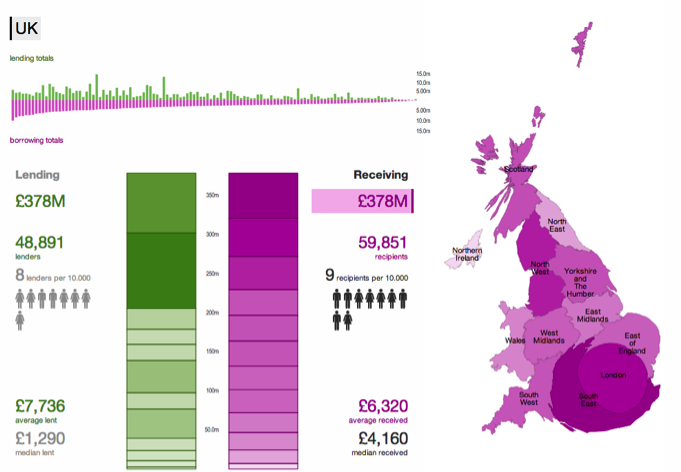 UK
lending totals
15.0m
10.0m
5.00m
5.00m
10.0m
15.0m
borrowing totals
Lending
Receiving
£378M
£378M
350m
300m
250m
200m
150m
100m
50.0m
48,891
lenders
8 lenders per 10.000
59,851
recipients
9 recipients per 10.000
£7,736
average lent
£1,290
median lent
£6,320
average received
£4,160
median received
Scotland
North
East
Northern
Ireland
North
West
Yorkshire
and
The
Humber
East
Midlands
Wales
West
Midlands
East
of
England
London
South
West
South
East